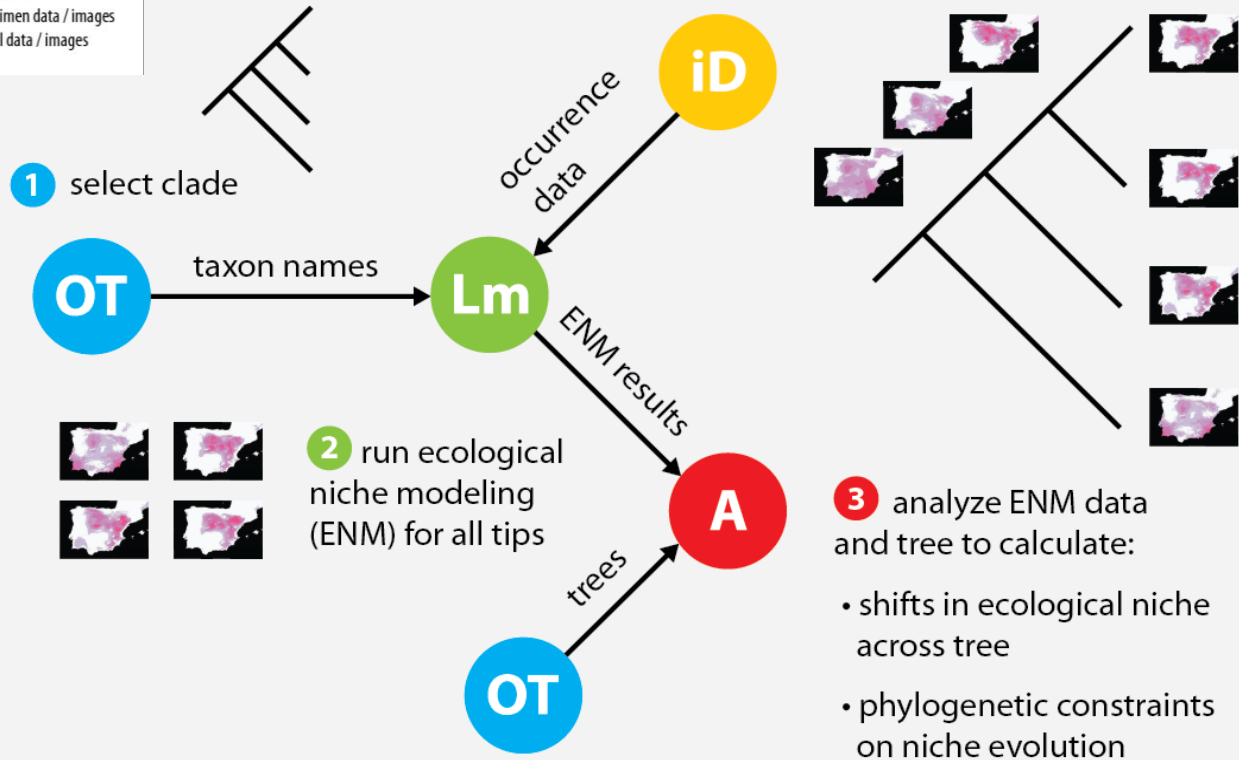 data / images
data / images
iD
occurrence
data
1 select clade
OT
taxon names
Lm
ENM results
2 run ecological
niche modeling
(ENM) for all tips
A
trees
OT
3 analyze ENM data
and tree to calculate:
• shifts in ecological niche
across tree
• phylogenetic constraints
on niche evolution